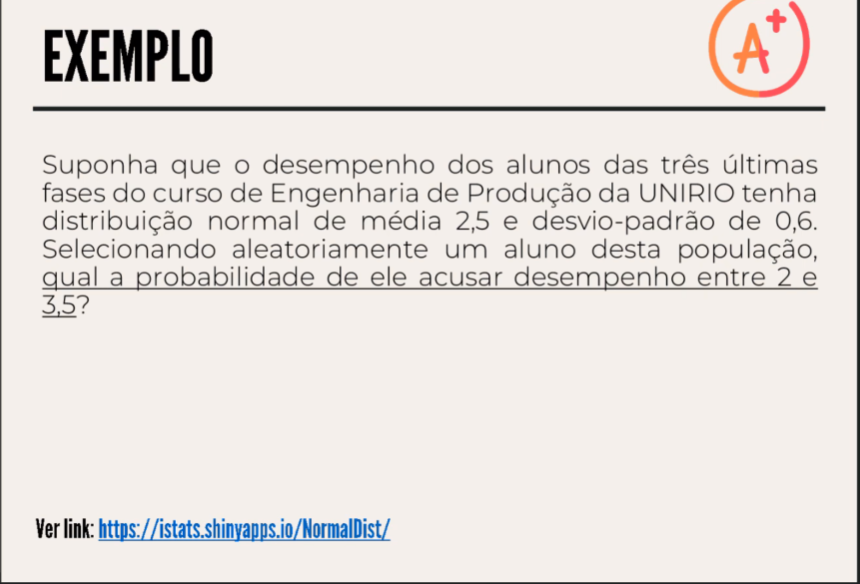 EXEMPLO
A+
Suponha que o desempenho dos alunos das três últimas
fases do curso de Engenharia de Produção da UNIRIO tenha
distribuição normal de média 2,5 e desvio-padrão de 0,6.
Selecionando aleatoriamente um aluno desta população,
qual a probabilidade de ele acusar desempenho entre 2 e
3,5?
Ver link: https://istats.shinyapps.io/NormalDist/